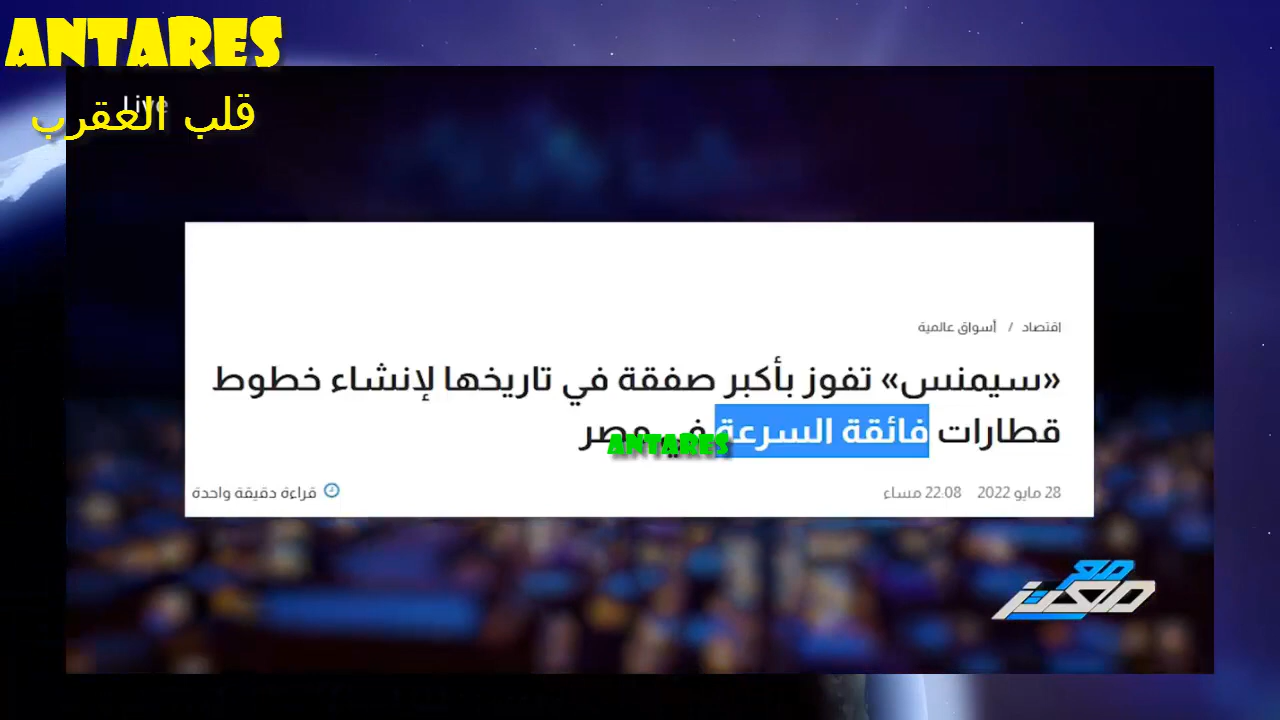 ANTARES
Live
قلب العقرب
اقتصاد / أسواق عالمية
«سيمنس» تفوز بأكبر صفقة في تاريخها لإنشاء خطوط
قطارات فائقة السرعة في مصر
ANTARES
28 مايو 2022 22:08 مساء
قراءة دقيقة واحدة
مع